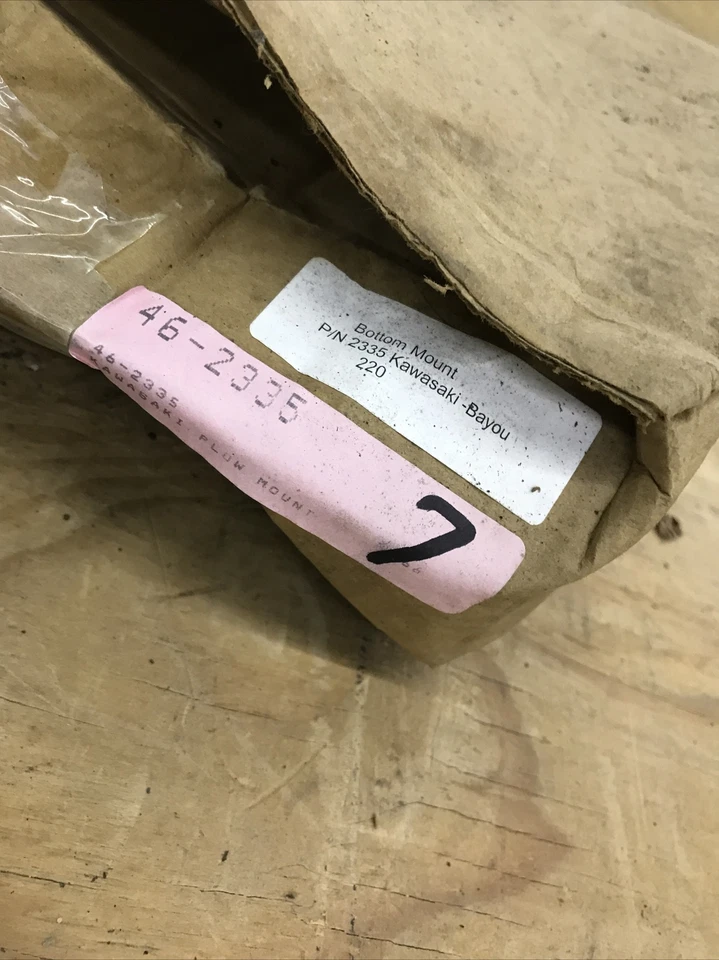 46-2335
46-2335
KAWASAKI PLOW MOUNT
7
Bottom Mount
P/N 2335 Kawasaki -Bayou
220